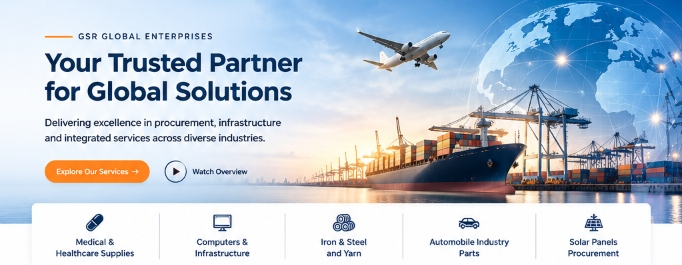 GSR GLOBAL ENTERPRISES
Your Trusted Partner
for Global Solutions
Delivering excellence in procurement, infrastructure
and integrated services across diverse industries.
Explore Our Services →
Watch Overview
Medical &
Healthcare Supplies
Computers &
Infrastructure
Iron & Steel
and Yarn
Automobile Industry
Parts
Solar Panels
Procurement